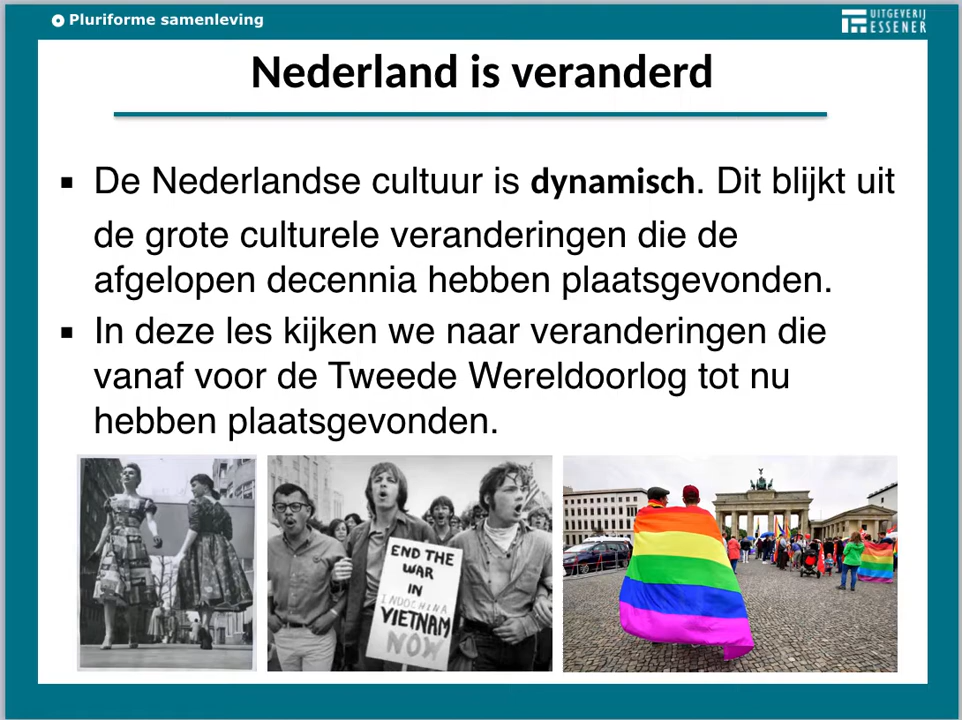 Pluriforme samenleving
UITGEVERIJ
ESSENER
Nederland is veranderd
De Nederlandse cultuur is dynamisch. Dit blijkt uit
de grote culturele veranderingen die de
afgelopen decennia hebben plaatsgevonden.
In deze les kijken we naar veranderingen die
vanaf voor de Tweede Wereldoorlog tot nu
hebben plaatsgevonden.
END THE
WAR
IN
INDOCHINA
VIETNAM
NOW